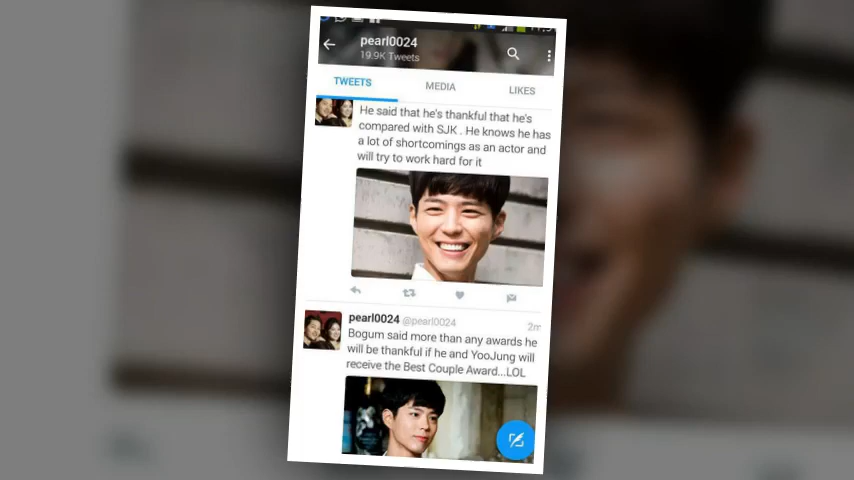 pearl0024
19.9K Tweets
TWEETS MEDIA LIKES
He said that he's thankful that he's
compared with SJK . He knows he has
a lot of shortcomings as an actor and
will try to work hard for it
pearl0024 @pearl0024 2m
Bogum said more than any awards he
will be thankful if he and YooJung will
receive the Best Couple Award...LOL